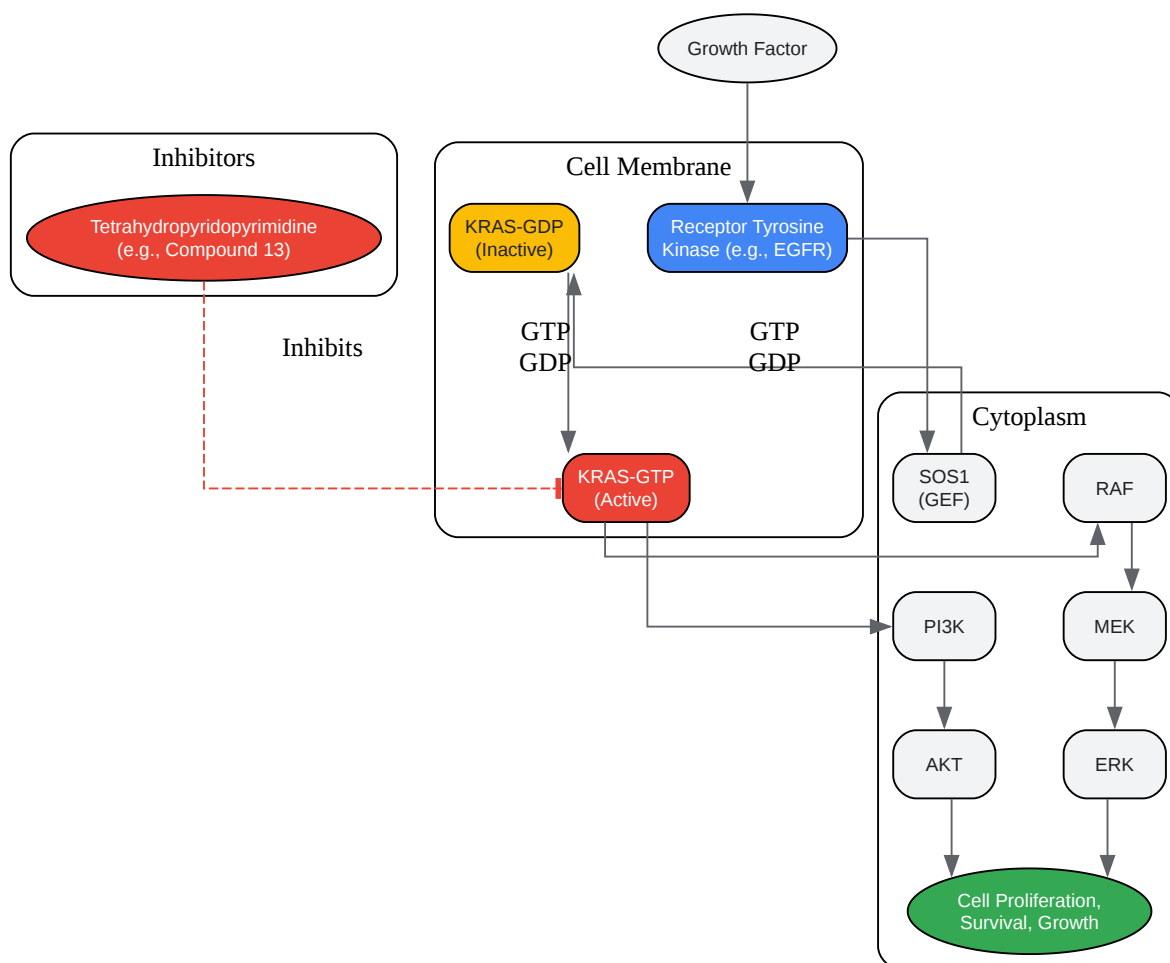 Growth Factor
Inhibitors
Tetrahydropyridopyrimidine
(e.g., Compound 13)
Inhibits
Cell Membrane
KRAS-GDP
(Inactive)
Receptor Tyrosine
Kinase (e.g., EGFR)
GTP
GDP
GTP
GDP
KRAS-GTP
(Active)
Cytoplasm
SOS1
(GEF)
RAF
PI3K
MEK
AKT
ERK
Cell Proliferation,
Survival, Growth